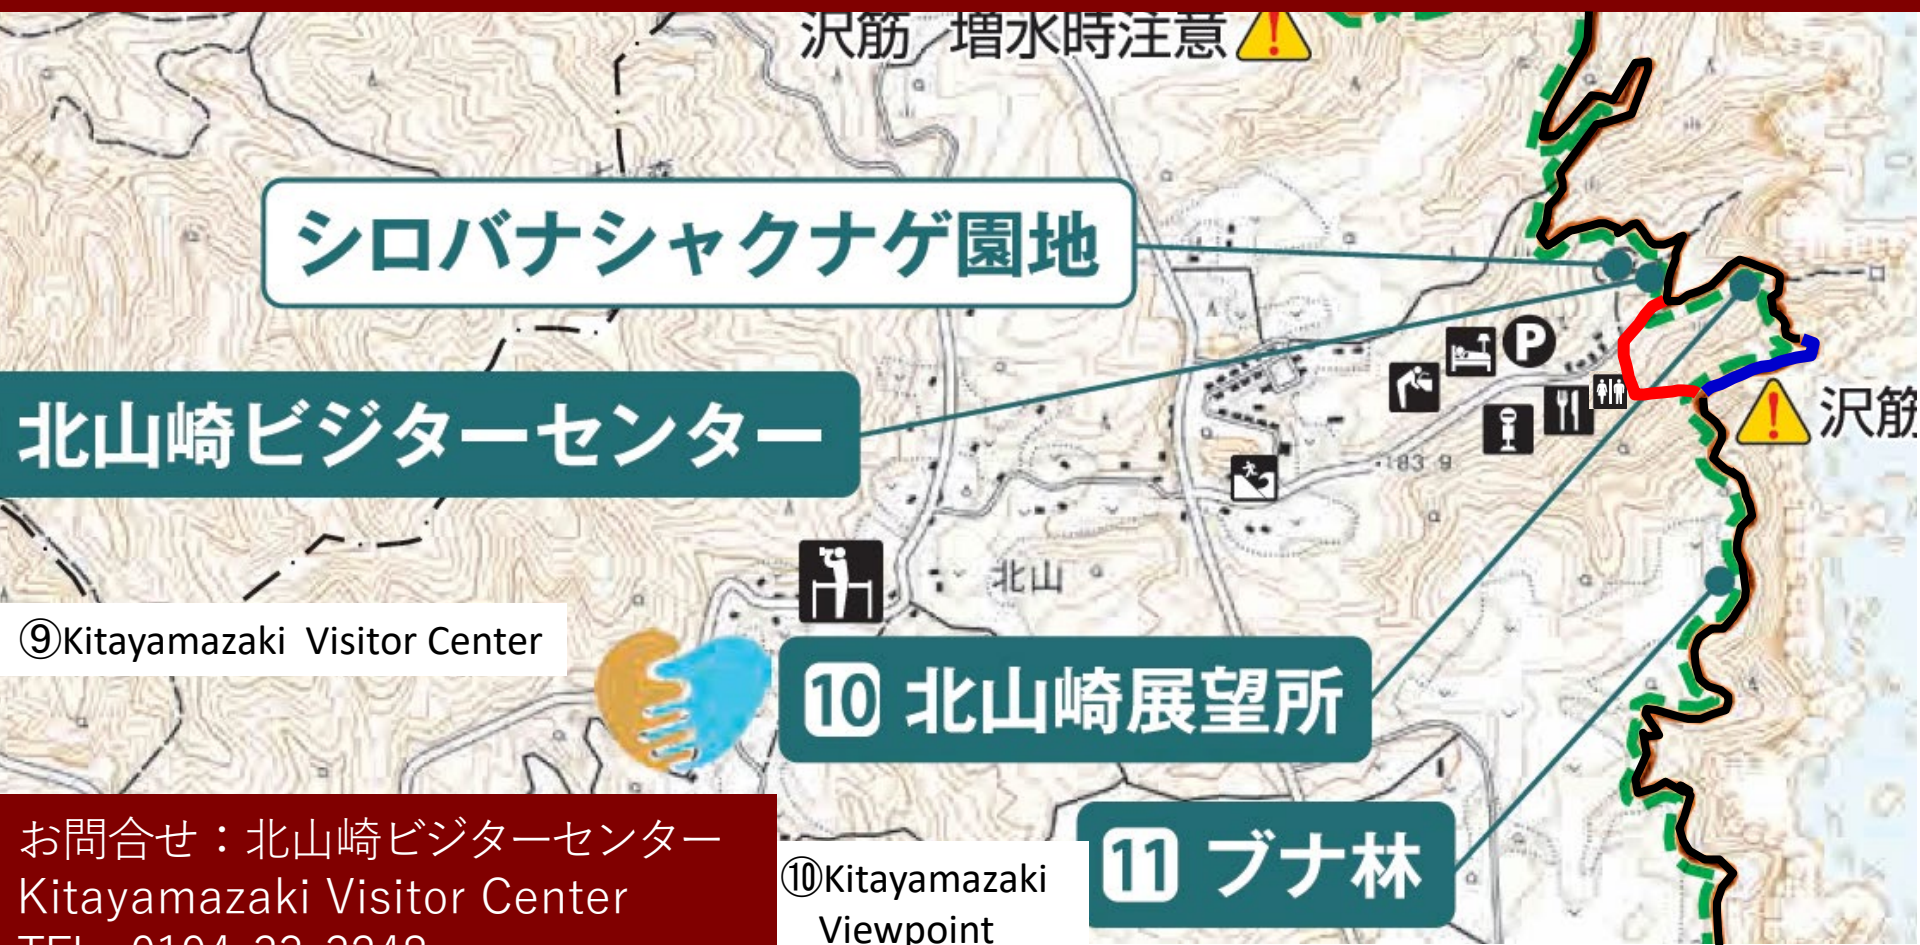 沢筋 増水時注意
シロバナシャクナゲ園地
北山崎ビジターセンター
P
沢筋
183.9
北山
⑨Kitayamazaki Visitor Center
10 北山崎展望所
お問合せ：北山崎ビジターセンター
Kitayamazaki Visitor Center
⑩Kitayamazaki
Viewpoint
11 ブナ林